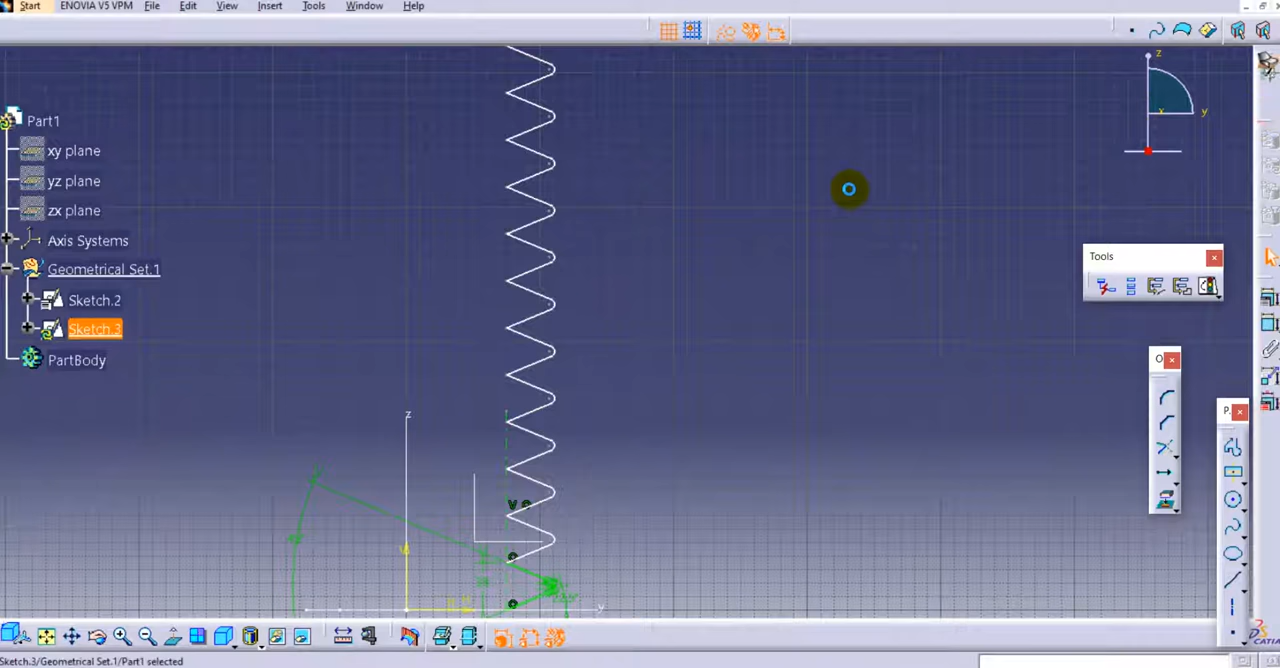 Start ENOVIA V5 VPM File Edit View Insert Tools Window Help
z
x y
Part1
xy plane
yz plane
zx plane
Axis Systems
Geometrical Set.1
Sketch.2
Sketch.3
PartBody
Tools
O
P.
z
V
y
CATIA
Sketch.3/Geometrical Set.1/Part1 selected